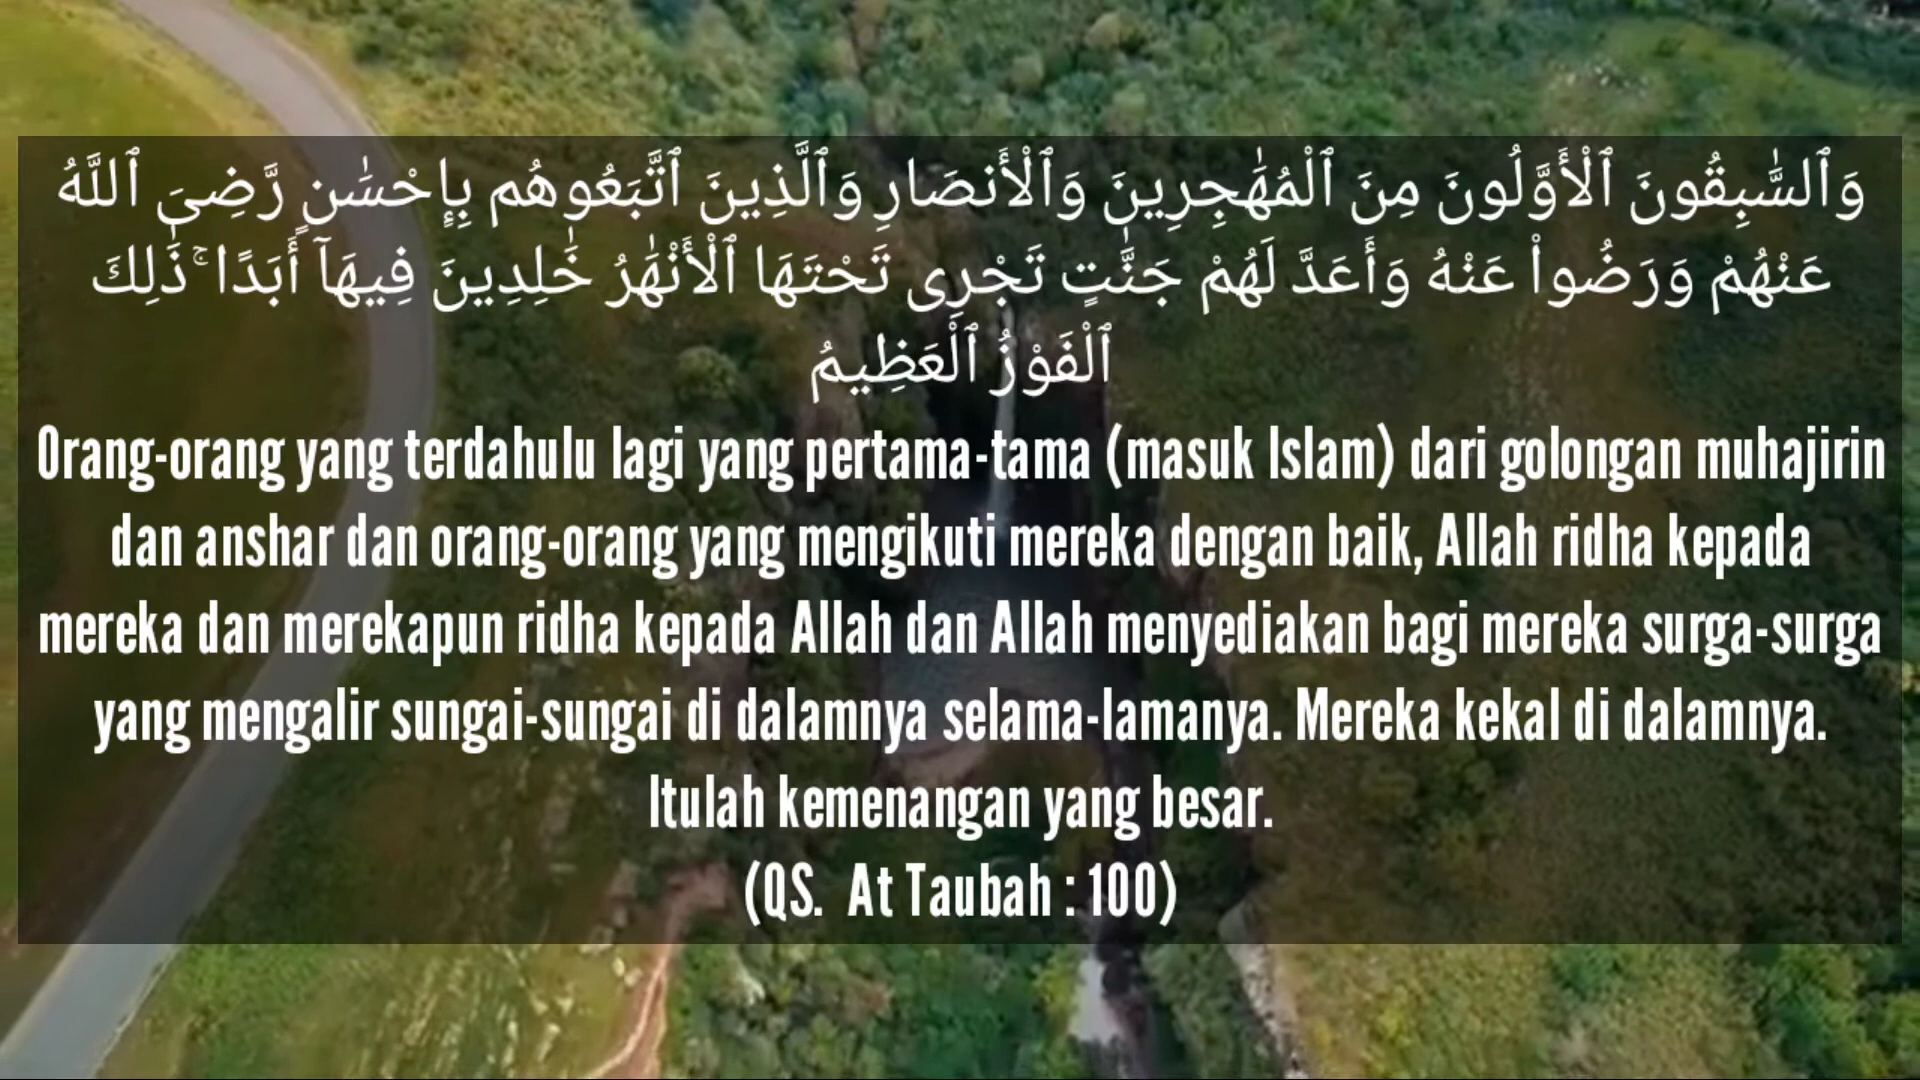 وَٱلسَّٰبِقُونَ ٱلْأَوَّلُونَ مِنَ ٱلْمُهَٰجِرِينَ وَٱلْأَنصَارِ وَٱلَّذِينَ ٱتَّبَعُوهُم بِإِحْسَٰنٍ رَّضِىَ ٱللَّهُ
عَنْهُمْ وَرَضُوا۟ عَنْهُ وَأَعَدَّ لَهُمْ جَنَّٰتٍ تَجْرِى تَحْتَهَا ٱلْأَنْهَٰرُ خَٰلِدِينَ فِيهَآ أَبَدًا ۚ ذَٰلِكَ
ٱلْفَوْزُ ٱلْعَظِيمُ
Orang-orang yang terdahulu lagi yang pertama-tama (masuk Islam) dari golongan muhajirin
dan anshar dan orang-orang yang mengikuti mereka dengan baik, Allah ridha kepada
mereka dan merekapun ridha kepada Allah dan Allah menyediakan bagi mereka surga-surga
yang mengalir sungai-sungai di dalamnya selama-lamanya. Mereka kekal di dalamnya.
Itulah kemenangan yang besar.
(QS.  At Taubah : 100)